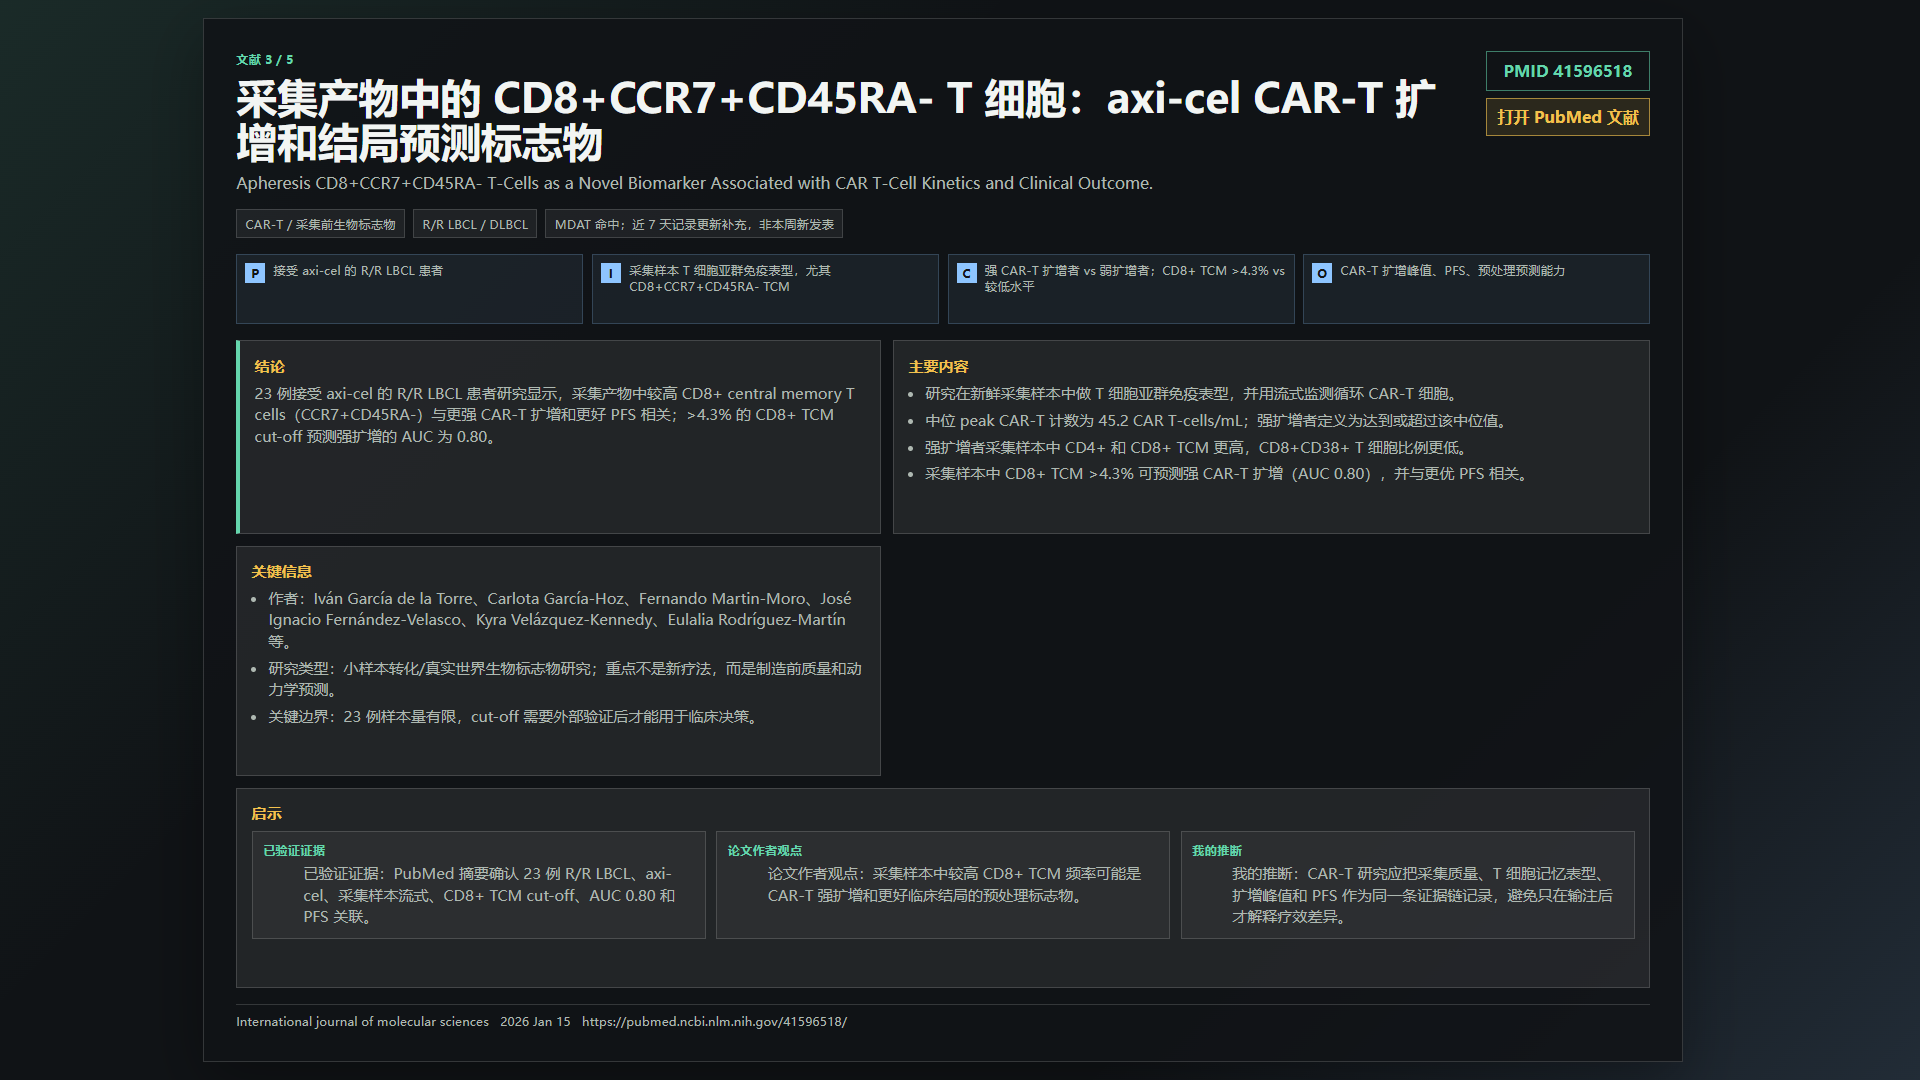 文献 3 / 5
采集产物中的 CD8+CCR7+CD45RA- T 细胞：axi-cel CAR-T 扩
增和结局预测标志物
Apheresis CD8+CCR7+CD45RA- T-Cells as a Novel Biomarker Associated with CAR T-Cell Kinetics and Clinical Outcome.
PMID 41596518
打开 PubMed 文献
CAR-T / 采集前生物标志物
R/R LBCL / DLBCL
MDAT 命中；近 7 天记录更新补充，非本周新发表
P
接受 axi-cel 的 R/R LBCL 患者
I
采集样本 T 细胞亚群免疫表型，尤其
CD8+CCR7+CD45RA- TCM
C
强 CAR-T 扩增者 vs 弱扩增者；CD8+ TCM >4.3% vs
较低水平
O
CAR-T 扩增峰值、PFS、预处理预测能力
结论
23 例接受 axi-cel 的 R/R LBCL 患者研究显示，采集产物中较高 CD8+ central memory T
cells（CCR7+CD45RA-）与更强 CAR-T 扩增和更好 PFS 相关；>4.3% 的 CD8+ TCM
cut-off 预测强扩增的 AUC 为 0.80。
主要内容
• 研究在新鲜采集样本中做 T 细胞亚群免疫表型，并用流式监测循环 CAR-T 细胞。
• 中位 peak CAR-T 计数为 45.2 CAR T-cells/mL；强扩增者定义为达到或超过该中位值。
• 强扩增者采集样本中 CD4+ 和 CD8+ TCM 更高，CD8+CD38+ T 细胞比例更低。
• 采集样本中 CD8+ TCM >4.3% 可预测强 CAR-T 扩增（AUC 0.80），并与更优 PFS 相关。
关键信息
• 作者：Iván García de la Torre、Carlota García-Hoz、Fernando Martin-Moro、José
Ignacio Fernández-Velasco、Kyra Velázquez-Kennedy、Eulalia Rodríguez-Martín
等。
• 研究类型：小样本转化/真实世界生物标志物研究；重点不是新疗法，而是制造前质量和动
力学预测。
• 关键边界：23 例样本量有限，cut-off 需要外部验证后才能用于临床决策。
启示
已验证证据
已验证证据：PubMed 摘要确认 23 例 R/R LBCL、axi-
cel、采集样本流式、CD8+ TCM cut-off、AUC 0.80 和
PFS 关联。
论文作者观点
论文作者观点：采集样本中较高 CD8+ TCM 频率可能是
CAR-T 强扩增和更好临床结局的预处理标志物。
我的推断
我的推断：CAR-T 研究应把采集质量、T 细胞记忆表型、
扩增峰值和 PFS 作为同一条证据链记录，避免只在输注后
才解释疗效差异。
International journal of molecular sciences 2026 Jan 15 https://pubmed.ncbi.nlm.nih.gov/41596518/